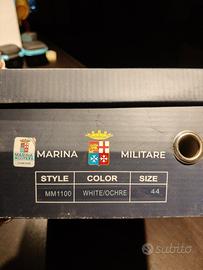 MARINA MILITARE
STYLE COLOR SIZE
MM1100 WHITE/OCHRE 44
subito